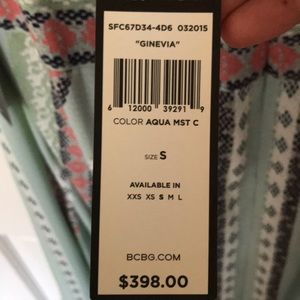 SFC67D34-4D6 032015
"GINEVIA"
6 12000 39291 9
COLOR AQUA MST C
SIZE S
AVAILABLE IN
XXS XS S M L
BCBG.COM
$398.00